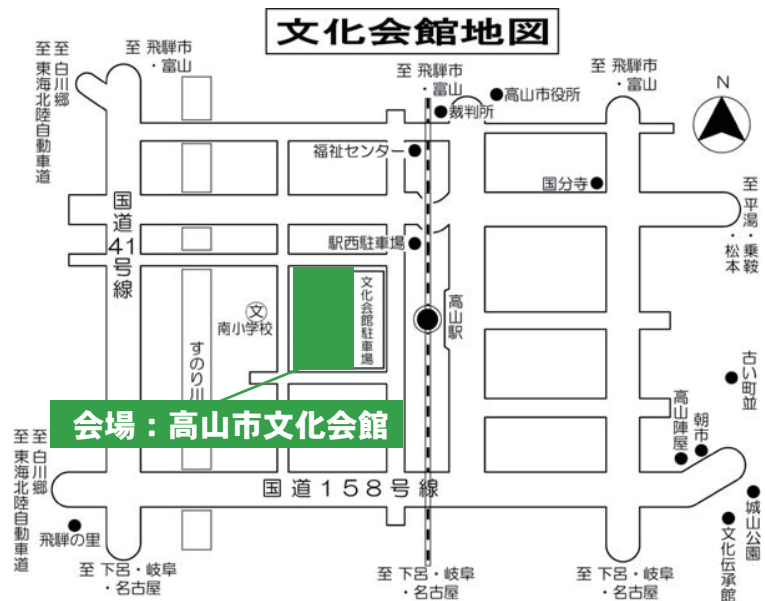 文化会館地図
至 白川郷
至 東海北陸自動車道
至 飛騨市
・富山
至 飛騨市
・富山
至 飛騨市
・富山
N
高山市役所
裁判所
福祉センター
国分寺
国道41号線
駅西駐車場
至 平湯・乗鞍
・松本
文
南小学校
文化会館駐車場
高山駅
すのり川
古い町並
会場：高山市文化会館
高山陣屋
朝市
至 白川郷
至 東海北陸自動車道
国道158号線
飛騨の里
城山公園
文化伝承館
至 下呂・岐阜
・名古屋
至 下呂・岐阜
・名古屋
至 下呂・岐阜
・名古屋